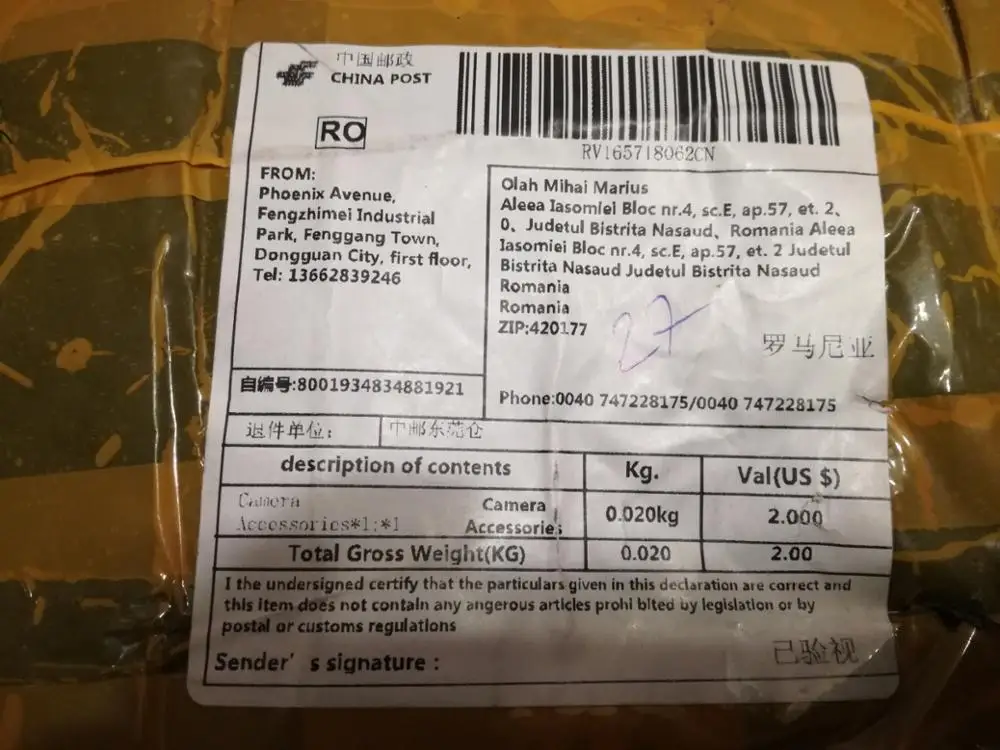 中国邮政
CHINA POST
RO
RV165718062CN
FROM:
Phoenix Avenue,
Fengzhimei Industrial
Park, Fenggang Town,
Dongguan City, first floor,
Tel: 13662839246
自编号:8001934834881921
Olah Mihai Marius
Aleea Iasomiei Bloc nr.4, sc.E, ap.57, et. 2、
0、Judetul Bistrita Nasaud、Romania Aleea
Iasomiei Bloc nr.4, sc.E, ap.57, et. 2 Judetul
Bistrita Nasaud Judetul Bistrita Nasaud
Romania
Romania
ZIP:420177
27
罗马尼亚
Phone:0040 747228175/0040 747228175
退件单位: 中邮东莞仓
description of contents Kg. Val(US $)
Camera
Accessories*1;*1
Camera
Accessories
0.020kg 2.000
Total Gross Weight(KG) 0.020 2.00
I the undersigned certify that the particulars given in this declaration are correct and
this item does not contain any angerous articles prohi bited by legislation or by
postal or customs regulations
Sender' s signature :
已验视